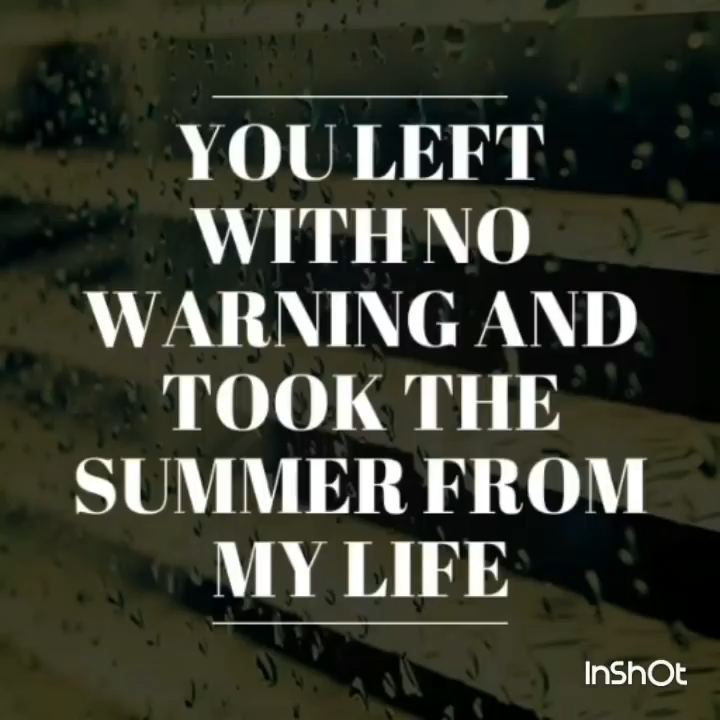 YOU LEFT
WITH NO
WARNING AND
TOOK THE
SUMMER FROM
MY LIFE
InShOt